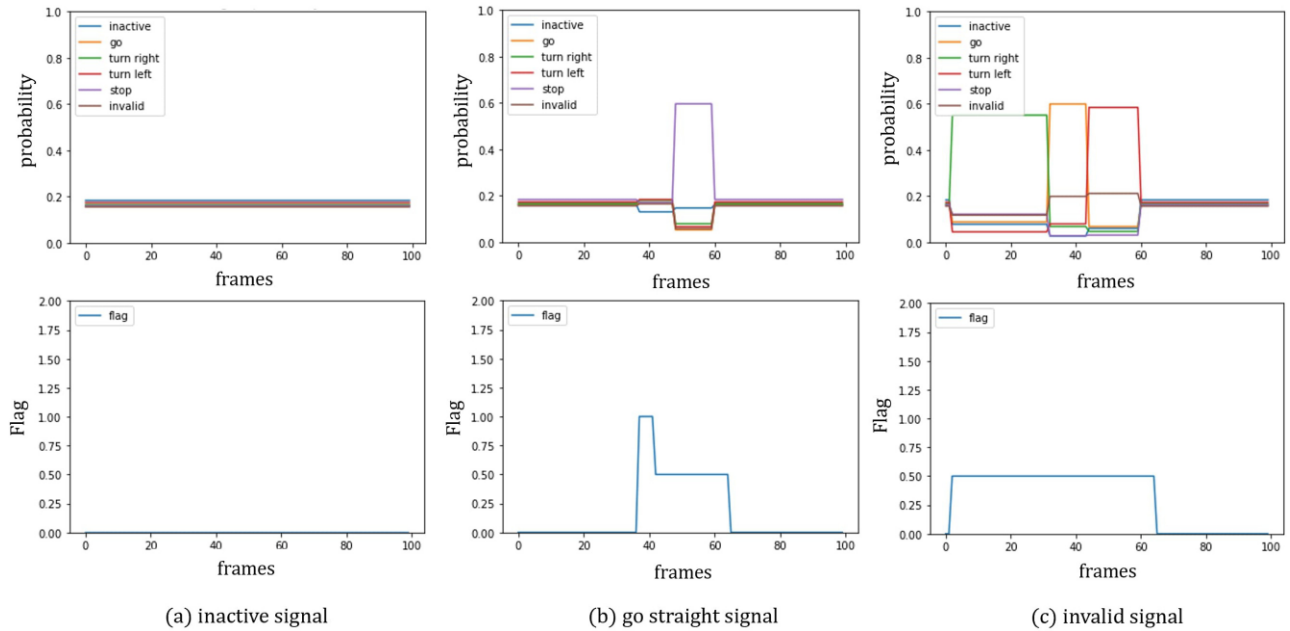 1.0
0.8
0.6
0.4
0.2
0.0
probability
inactive
go
turn right
turn left
stop
invalid
0 20 40 60 80 100
frames
1.0
0.8
0.6
0.4
0.2
0.0
probability
inactive
go
turn right
turn left
stop
invalid
0 20 40 60 80 100
frames
1.0
0.8
0.6
0.4
0.2
0.0
probability
inactive
go
turn right
turn left
stop
invalid
0 20 40 60 80 100
frames
2.00
1.75
1.50
1.25
1.00
0.75
0.50
0.25
0.00
Flag
flag
0 20 40 60 80 100
frames
2.00
1.75
1.50
1.25
1.00
0.75
0.50
0.25
0.00
Flag
flag
0 20 40 60 80 100
frames
2.00
1.75
1.50
1.25
1.00
0.75
0.50
0.25
0.00
Flag
flag
0 20 40 60 80 100
frames
(a) inactive signal
(b) go straight signal
(c) invalid signal